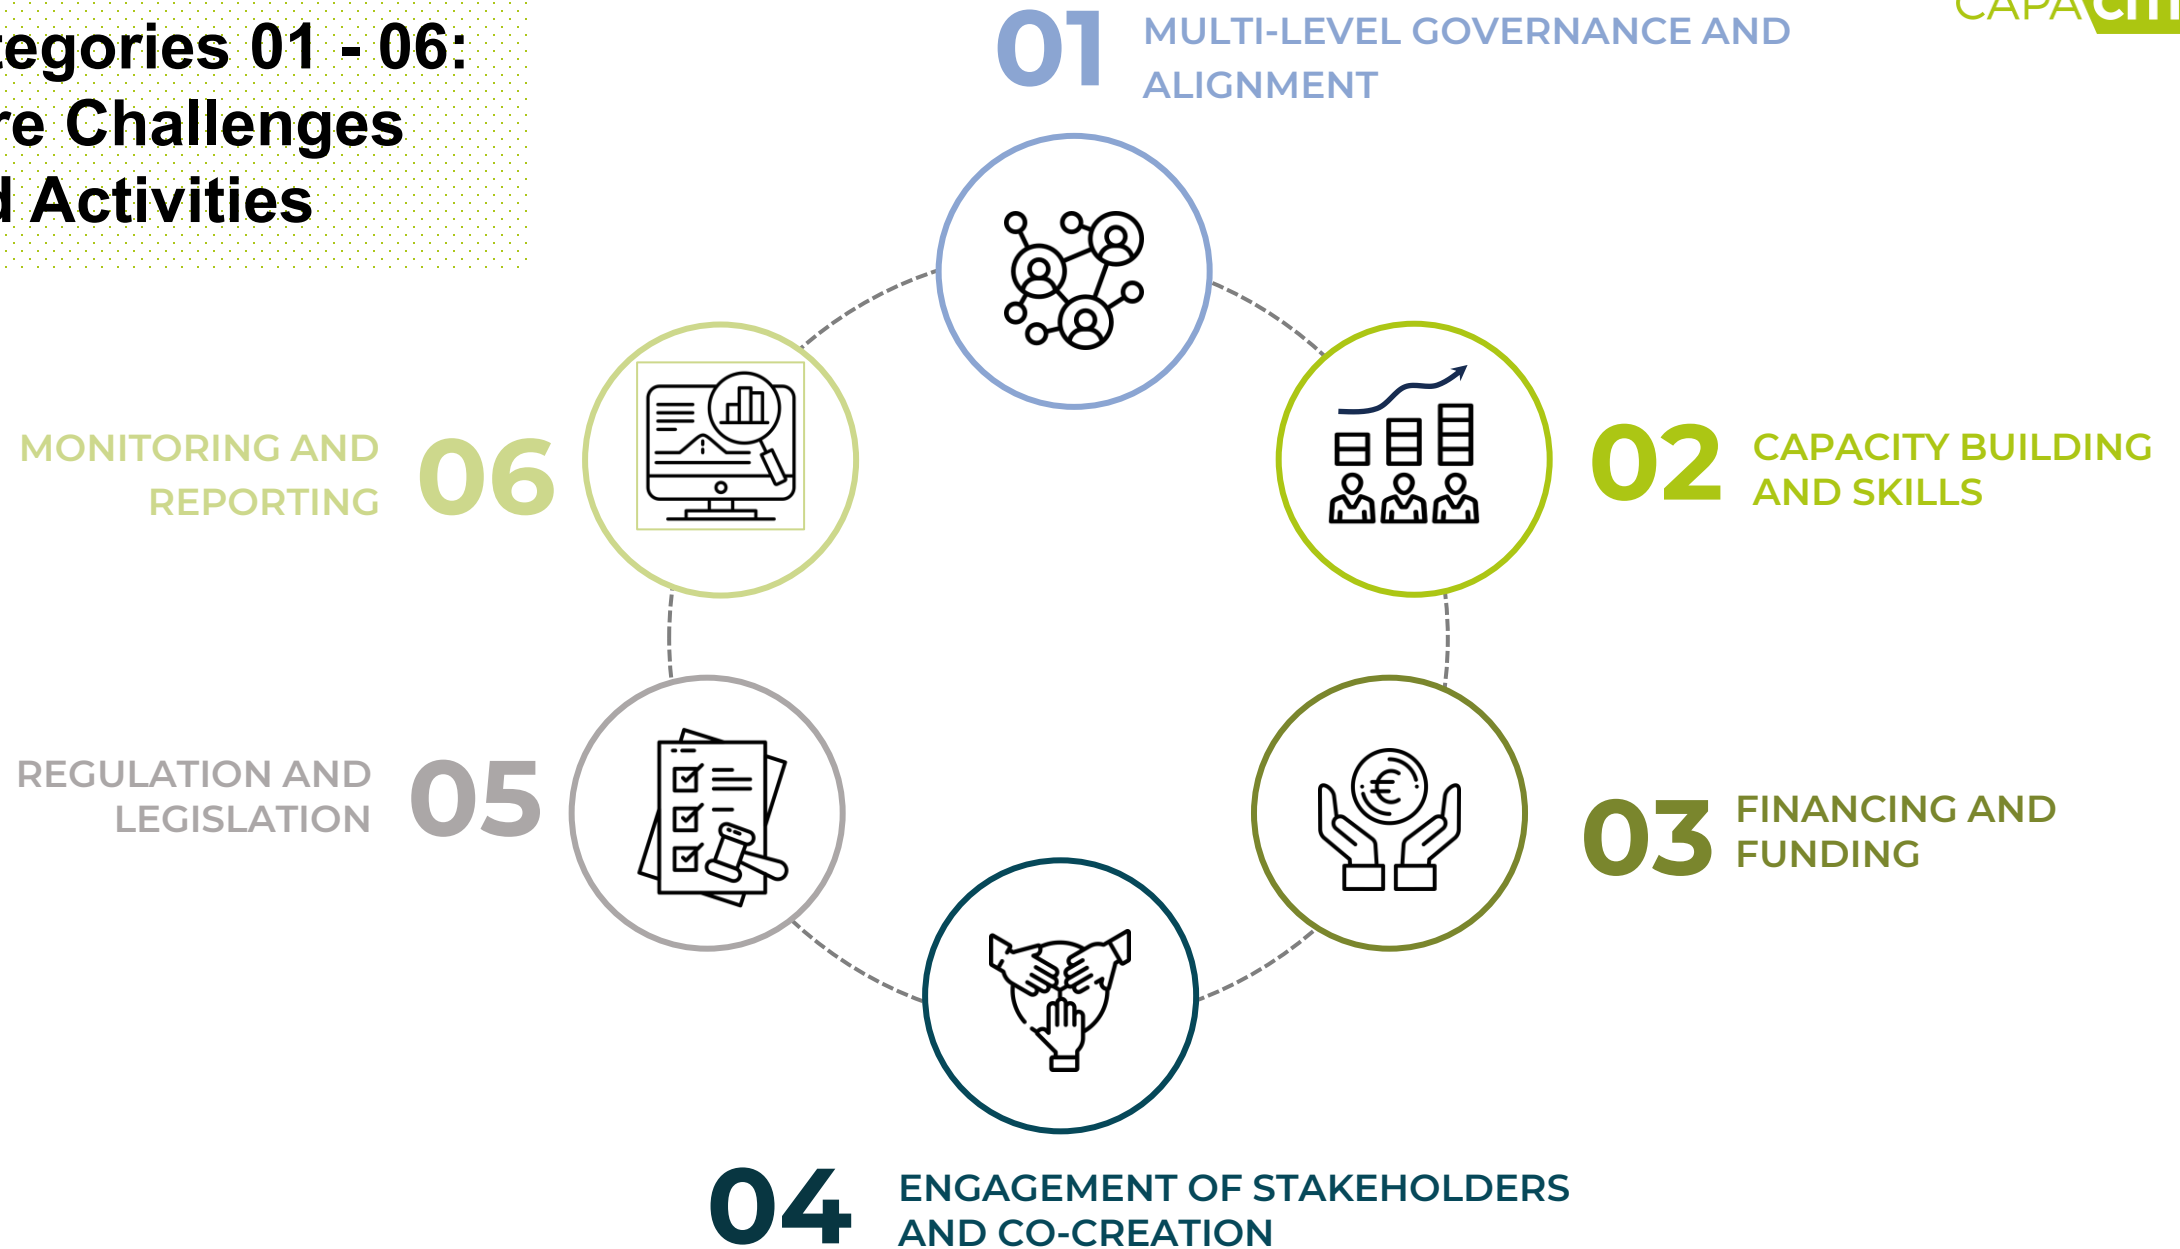 egories 01 - 06:
re Challenges
d Activities
01
MULTI-LEVEL GOVERNANCE AND
ALIGNMENT
02
CAPACITY BUILDING
AND SKILLS
03
FINANCING AND
FUNDING
04
ENGAGEMENT OF STAKEHOLDERS
AND CO-CREATION
05
REGULATION AND
LEGISLATION
06
MONITORING AND
REPORTING
CAPA